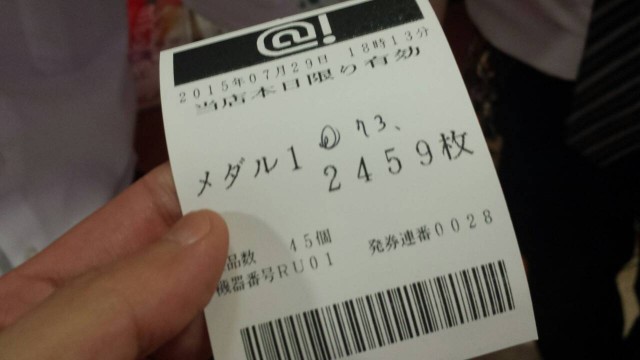 @!
2015年07月29日 18時13分
当店本日限り有効
73、
メダル1 2459枚
品数 45個
機器番号RU01 発券連番0028